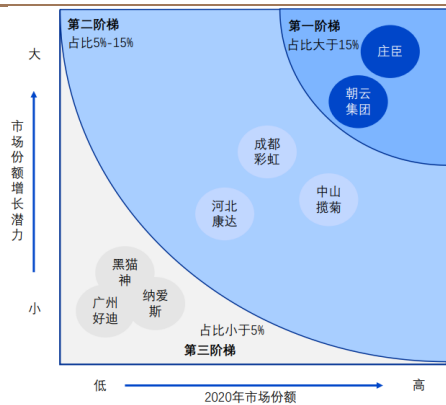 第二阶梯
占比5%-15%
第一阶梯
占比大于15%
庄臣
朝云
集团
大
成都
彩虹
中山
揽菊
河北
康达
市场份额增长潜力
黑猫
神
纳爱
斯
广州
好迪
小
占比小于5%
第三阶梯
低
高
2020年市场份额